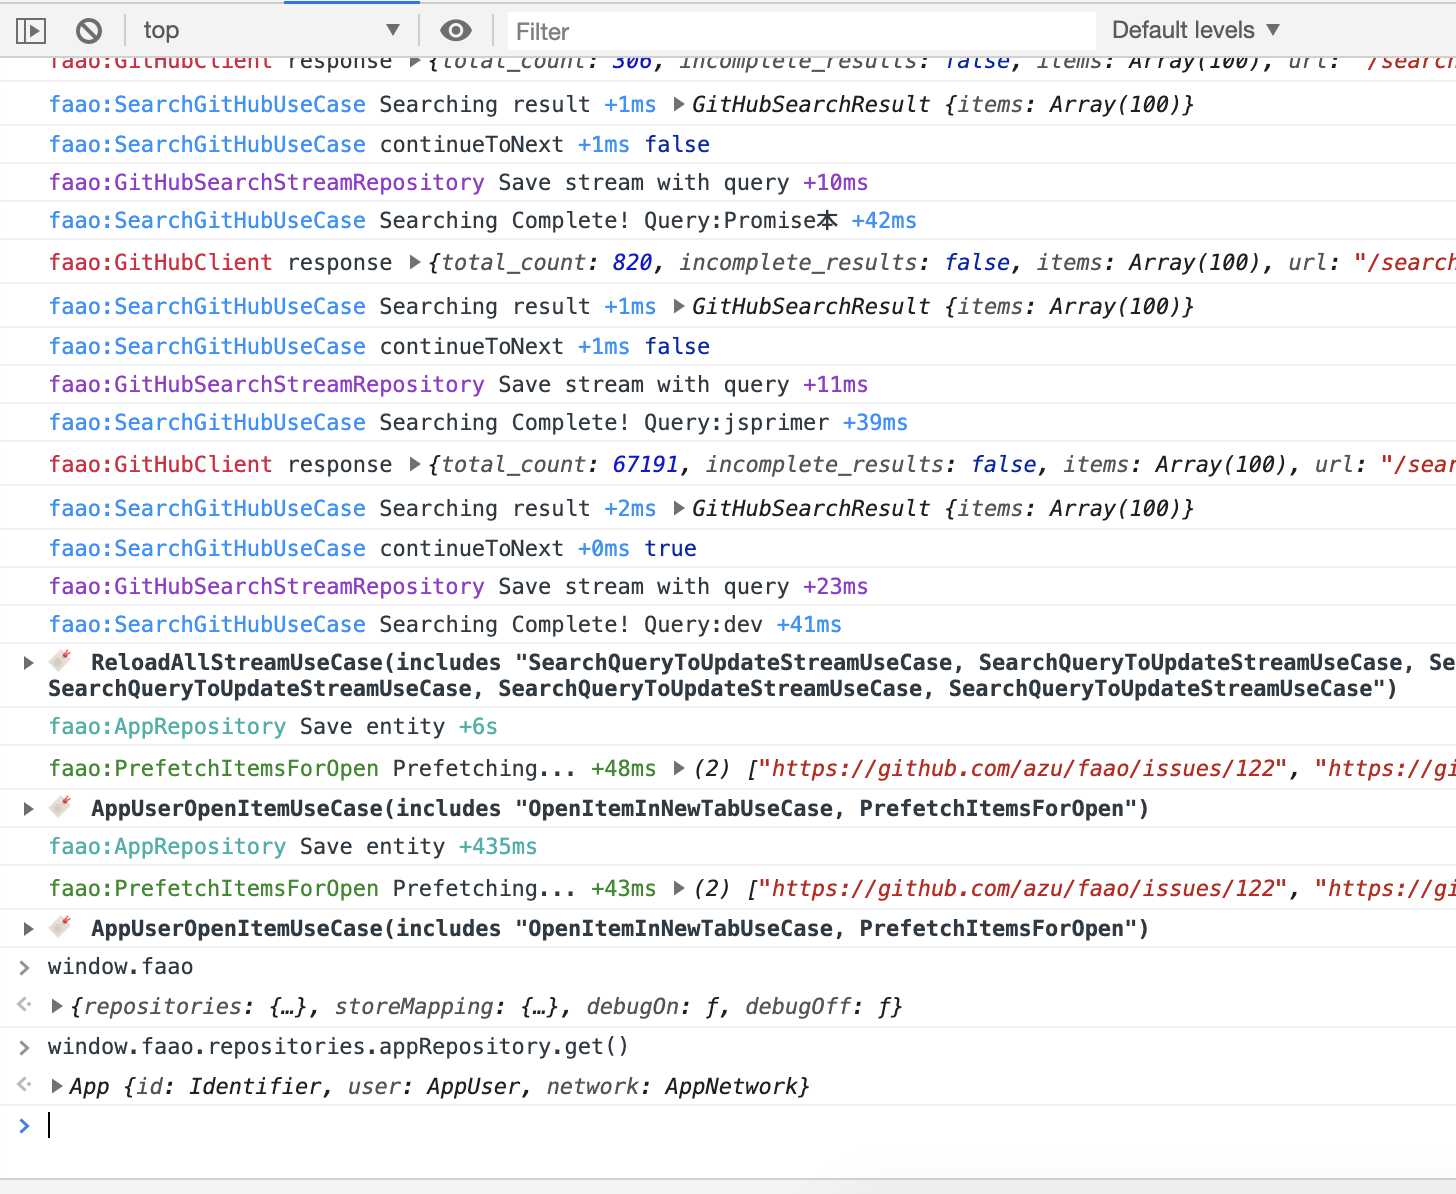 top ▼ Filter Default levels ▼
faao:GitHubClient response ▶{total_count: 306, incomplete_results: false, items: Array(100), url: "/search
faao:SearchGitHubUseCase Searching result +1ms ▶GitHubSearchResult {items: Array(100)}
faao:SearchGitHubUseCase continueToNext +1ms false
faao:GitHubSearchStreamRepository Save stream with query +10ms
faao:SearchGitHubUseCase Searching Complete! Query:Promise本 +42ms
faao:GitHubClient response ▶{total_count: 820, incomplete_results: false, items: Array(100), url: "/search
faao:SearchGitHubUseCase Searching result +1ms ▶GitHubSearchResult {items: Array(100)}
faao:SearchGitHubUseCase continueToNext +1ms false
faao:GitHubSearchStreamRepository Save stream with query +11ms
faao:SearchGitHubUseCase Searching Complete! Query:jsprimer +39ms
faao:GitHubClient response ▶{total_count: 67191, incomplete_results: false, items: Array(100), url: "/sear
faao:SearchGitHubUseCase Searching result +2ms ▶GitHubSearchResult {items: Array(100)}
faao:SearchGitHubUseCase continueToNext +0ms true
faao:GitHubSearchStreamRepository Save stream with query +23ms
faao:SearchGitHubUseCase Searching Complete! Query:dev +41ms
▶ ReloadAllStreamUseCase(includes "SearchQueryToUpdateStreamUseCase, SearchQueryToUpdateStreamUseCase, Se
SearchQueryToUpdateStreamUseCase, SearchQueryToUpdateStreamUseCase, SearchQueryToUpdateStreamUseCase")
faao:AppRepository Save entity +6s
faao:PrefetchItemsForOpen Prefetching... +48ms ▶(2) ["https://github.com/azu/faao/issues/122", "https://gi
▶ AppUserOpenItemUseCase(includes "OpenItemInNewTabUseCase, PrefetchItemsForOpen")
faao:AppRepository Save entity +435ms
faao:PrefetchItemsForOpen Prefetching... +43ms ▶(2) ["https://github.com/azu/faao/issues/122", "https://gi
▶ AppUserOpenItemUseCase(includes "OpenItemInNewTabUseCase, PrefetchItemsForOpen")
> window.faao
▶{repositories: {…}, storeMapping: {…}, debugOn: ƒ, debugOff: ƒ}
> window.faao.repositories.appRepository.get()
▶App {id: Identifier, user: AppUser, network: AppNetwork}
>